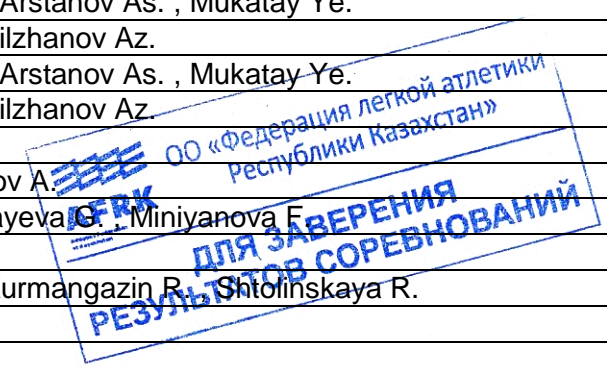 Arstanov As. , Mukatay Ye.
ilzhanov Az.
Arstanov As. , Mukatay Ye.
ilzhanov Az.
ov A.
ayeva G. , Miniyanova F.
urmangazin R. , Shtolinskaya R.
ОО «Федерация легкой атлетики
Республики Казахстан»
AFRK
ДЛЯ ЗАВЕРЕНИЯ
РЕЗУЛЬТАТОВ СОРЕВНОВАНИЙ